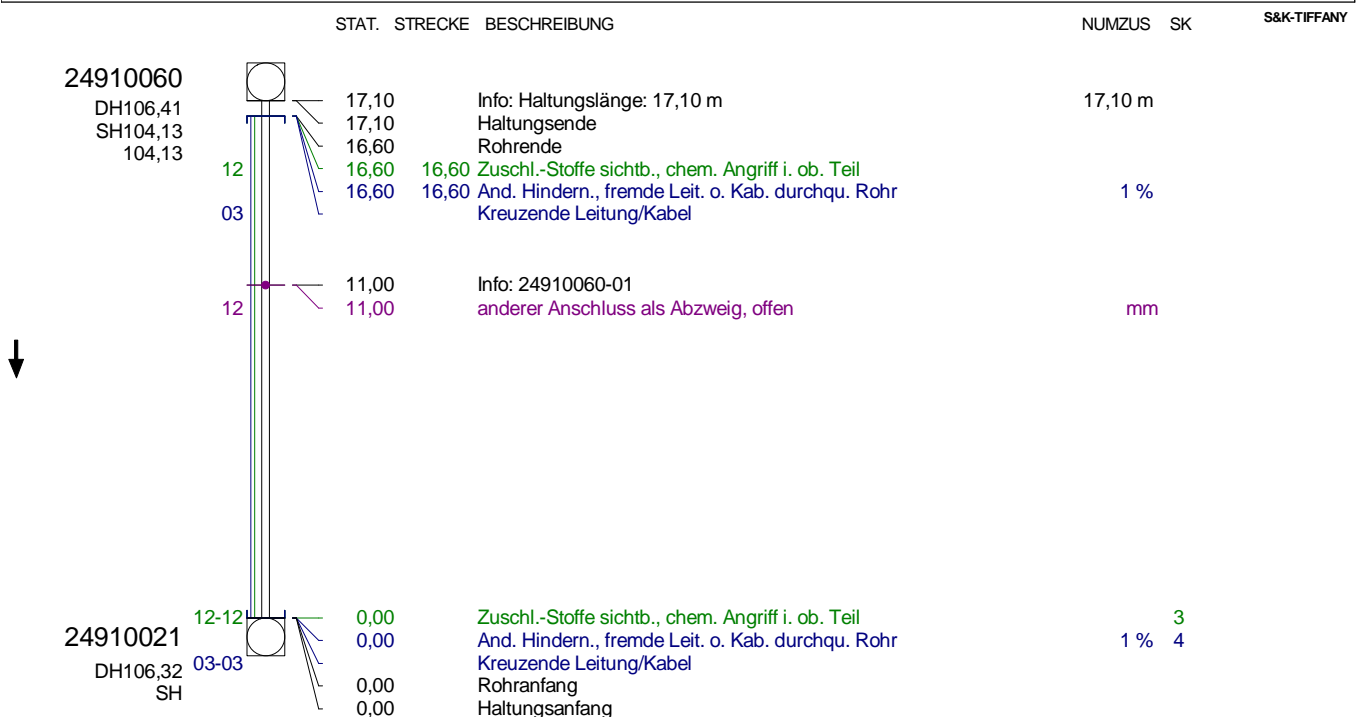 STAT. STRECKE BESCHREIBUNG NUMZUS SK S&K-TIFFANY
24910060
DH106,41
SH104,13
104,13
17,10 Info: Haltungslänge: 17,10 m 17,10 m
17,10 Haltungsende
16,60 Rohrende
12 16,60 16,60 Zuschl.-Stoffe sichtb., chem. Angriff i. ob. Teil
16,60 16,60 And. Hindern., fremde Leit. o. Kab. durchqu. Rohr 1 %
03 Kreuzende Leitung/Kabel
11,00 Info: 24910060-01
12 11,00 anderer Anschluss als Abzweig, offen mm
12-12 0,00 Zuschl.-Stoffe sichtb., chem. Angriff i. ob. Teil 3
24910021
0,00 And. Hindern., fremde Leit. o. Kab. durchqu. Rohr 1 % 4
03-03 Kreuzende Leitung/Kabel
DH106,32
SH
0,00 Rohranfang
0,00 Haltungsanfang